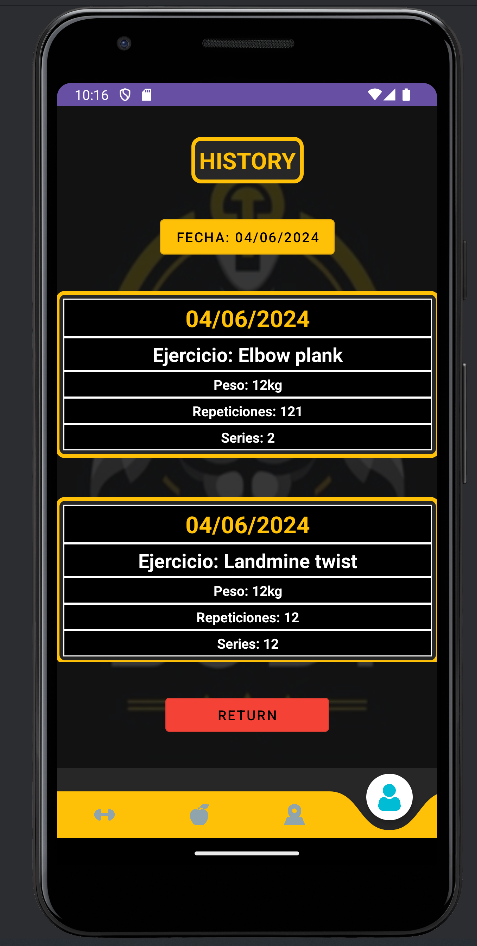 10:16
HISTORY
FECHA: 04/06/2024
04/06/2024
Ejercicio: Elbow plank
Peso: 12kg
Repeticiones: 121
Series: 2
04/06/2024
Ejercicio: Landmine twist
Peso: 12kg
Repeticiones: 12
Series: 12
RETURN